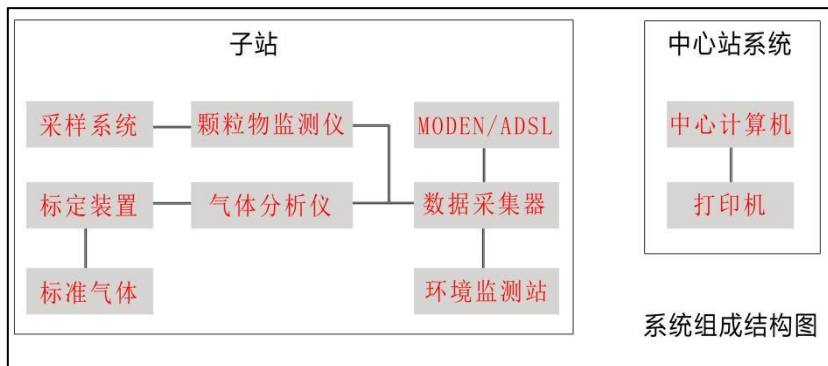 子站
采样系统
颗粒物监测仪
MODEN/ADSL
标定装置
气体分析仪
数据采集器
标准气体
环境监测站
中心站系统
中心计算机
打印机
系统组成结构图